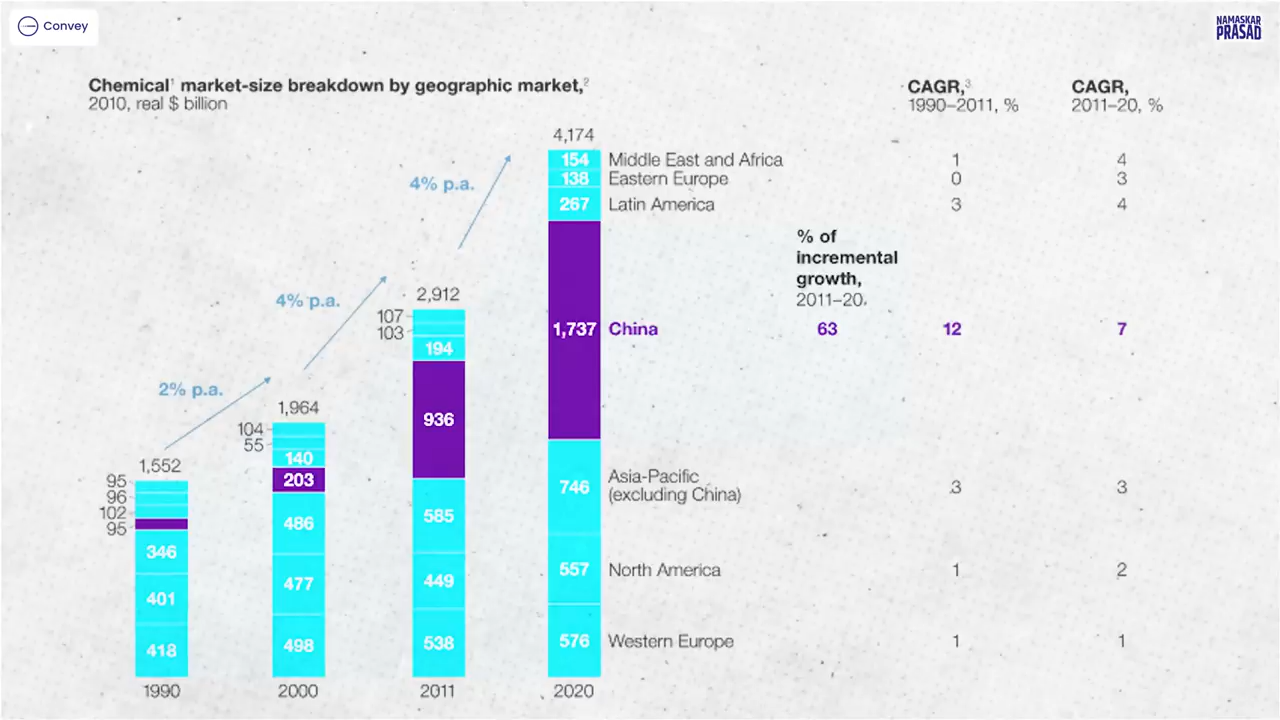 Convey
NAMASKAR
PRASAD
Chemical¹ market-size breakdown by geographic market,²
2010, real $ billion
CAGR,³
1990–2011, %
CAGR,
2011–20, %
4,174
154 Middle East and Africa 1 4
4% p.a.
138 Eastern Europe 0 3
267 Latin America 3 4
% of
incremental
growth,
2011–20.
4% p.a.
2,912
107
103
194
1,737 China 63 12 7
2% p.a.
1,964
104
55
140
936
203
1,552
95
96
102
95
746 Asia-Pacific
(excluding China) 3 3
346
486
585
401
477
449
557 North America 1 2
418
498
538
576 Western Europe 1 1
1990
2000
2011
2020